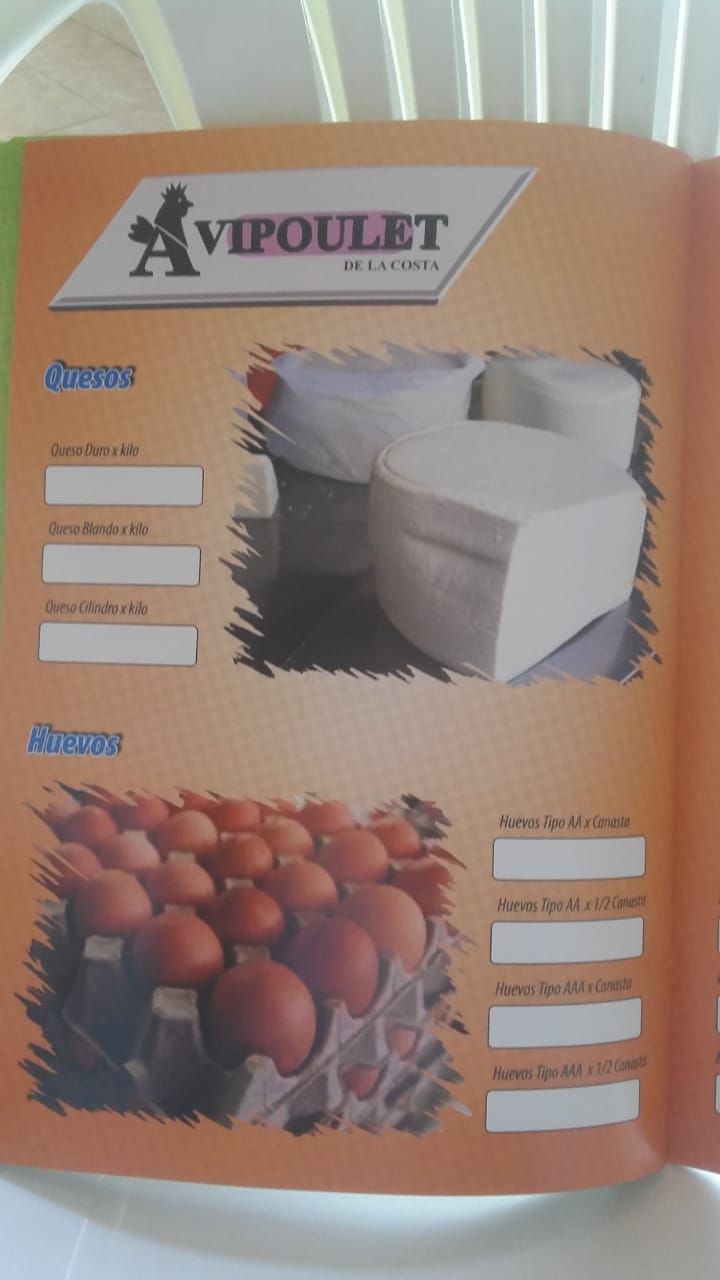 AVIPOULET
DE LA COSTA
Quesos
Queso Duro x kilo
Queso Blando x kilo
Queso Cilindro x kilo
Huevos
Huevos Tipo AA x Canasta
Huevos Tipo AA x 1/2 Canasta
Huevos Tipo AAA x Canasta
Huevos Tipo AAA x 1/2 Canasta